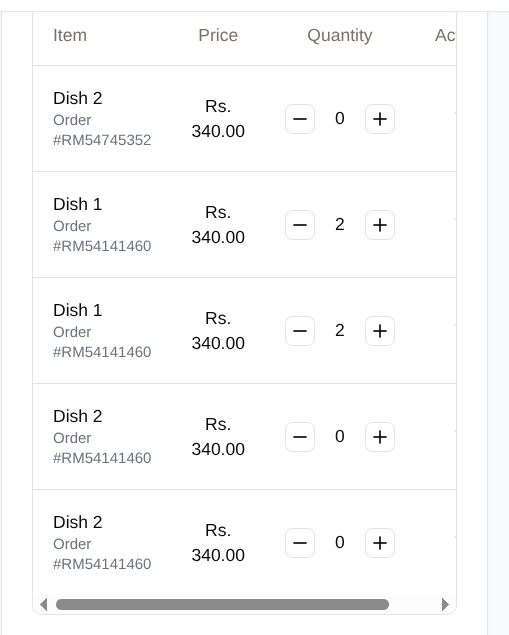 Item Price Quantity Ac
Dish 2
Order
#RM54745352
Rs.
340.00
0
Dish 1
Order
#RM54141460
Rs.
340.00
2
Dish 1
Order
#RM54141460
Rs.
340.00
2
Dish 2
Order
#RM54141460
Rs.
340.00
0
Dish 2
Order
#RM54141460
Rs.
340.00
0